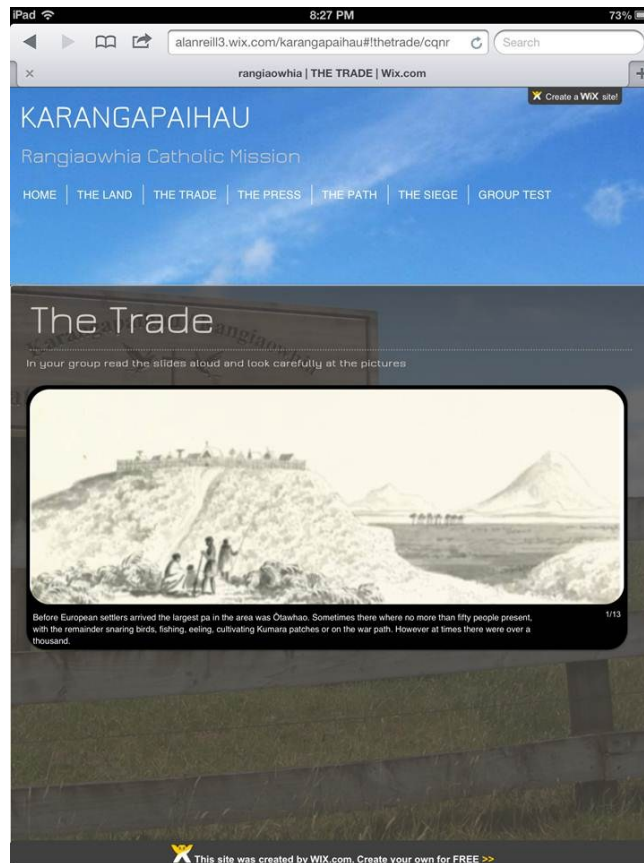 iPad 8:27 PM 73%
alanreill3.wix.com/karangapaihau#!thetrade/cqnr Search
rangiaowhia | THE TRADE | Wix.com
Create a WiX site!
KARANGAPAIHAU
Rangiaowhia Catholic Mission
HOME THE LAND THE TRADE THE PRESS THE PATH THE SIEGE GROUP TEST
The Trade
In your group read the slides aloud and look carefully at the pictures
Before European settlers arrived the largest pa in the area was Ōtawhao. Sometimes there where no more than fifty people present,
with the remainder snaring birds, fishing, eeling, cultivating Kumara patches or on the war path. However at times there were over a
thousand.
1/13
This site was created by WIX.com. Create your own for FREE >>